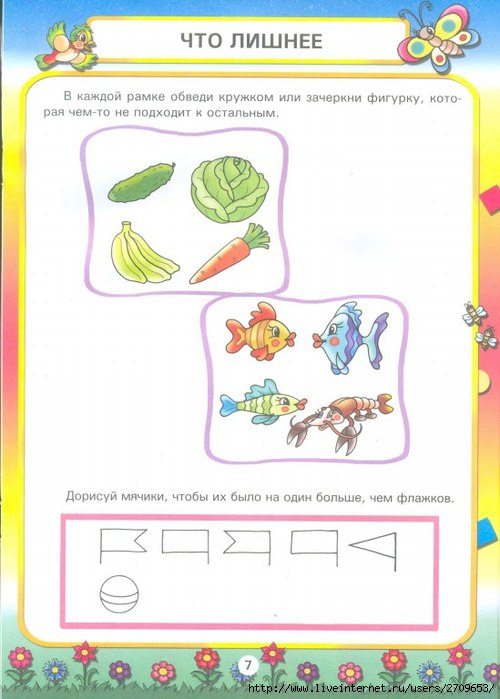 ЧТО ЛИШНЕЕ
В каждой рамке обведи кружком или зачеркни фигурку, кото-
рая чем-то не подходит к остальным.
Дорисуй мячики, чтобы их было на один больше, чем флажков.
7
http://www.liveinternet.ru/users/2709653/